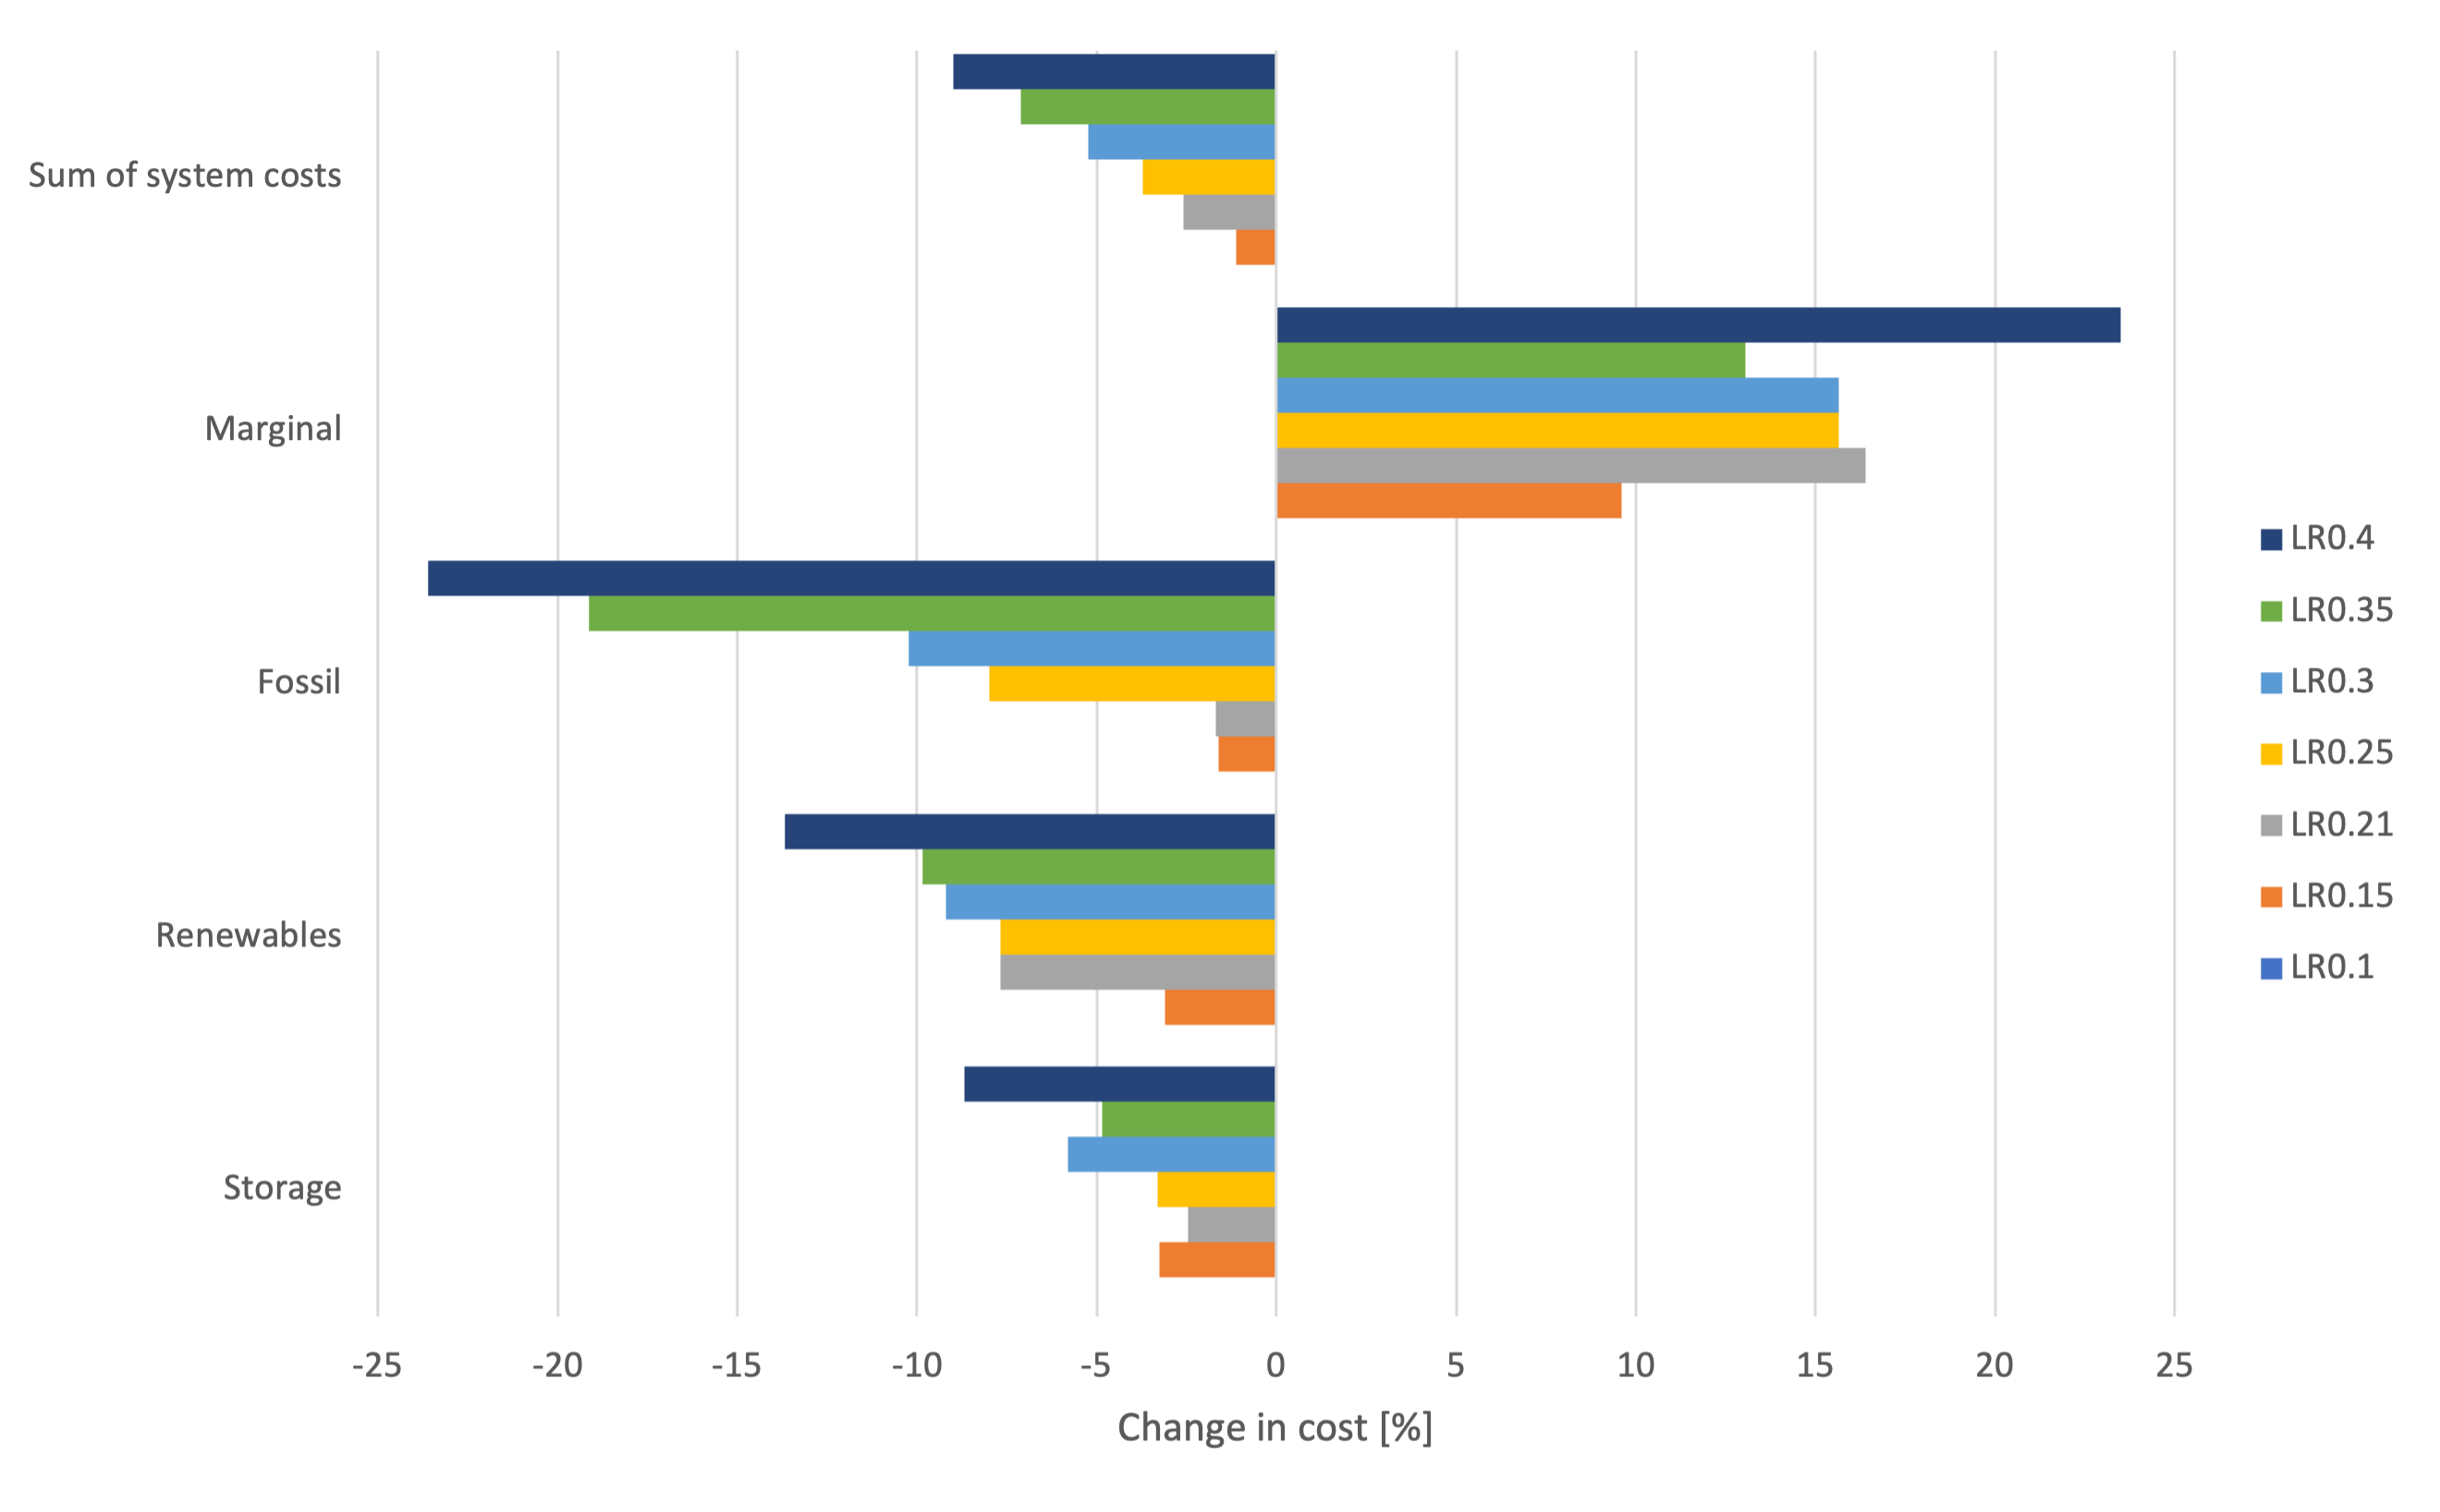 Sum of system costs
Marginal
Fossil
Renewables
Storage
LR0.4
LR0.35
LR0.3
LR0.25
LR0.21
LR0.15
LR0.1
-25 -20 -15 -10 -5 0 5 10 15 20 25
Change in cost [%]